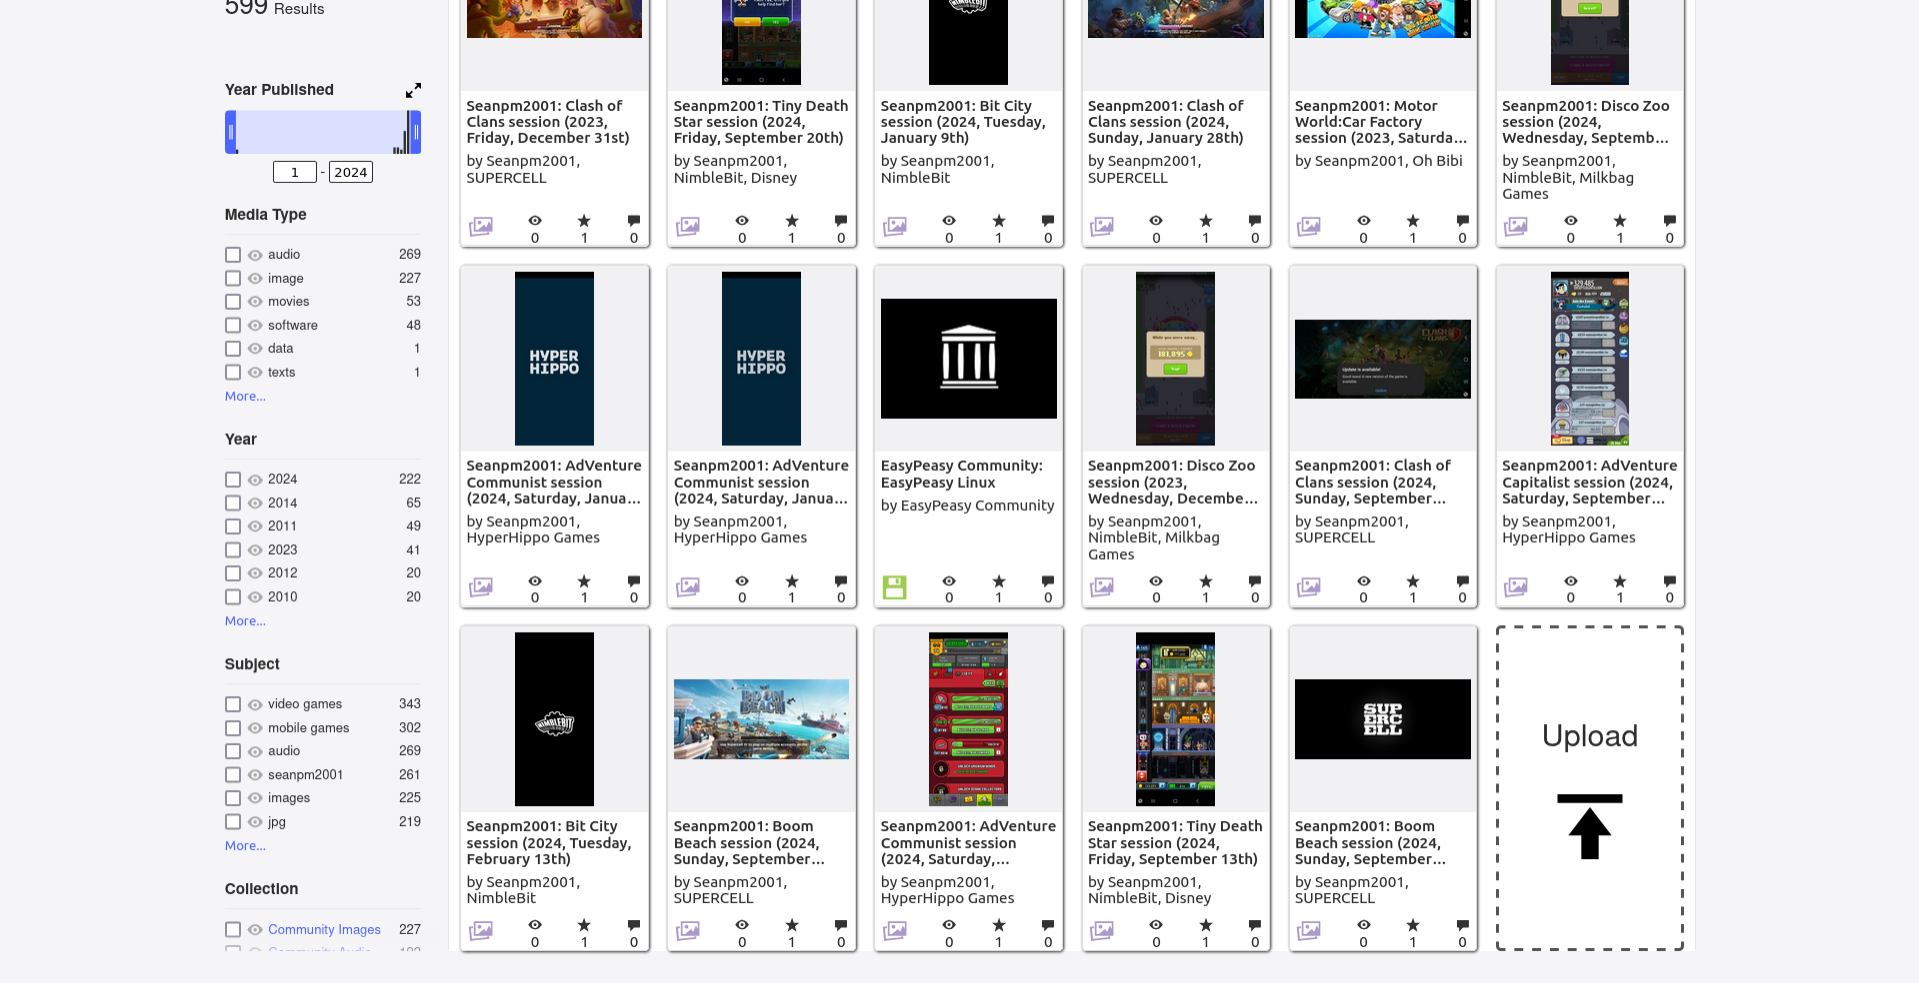 599 Results
Year Published
1 - 2024
Media Type
audio 269
image 227
movies 53
software 48
data 1
texts 1
More...
Year
2024 222
2014 65
2011 49
2023 41
2012 20
2010 20
More...
Subject
video games 343
mobile games 302
audio 269
seanpm2001 261
images 225
jpg 219
More...
Collection
Community Images 227
Seanpm2001: Clash of
Clans session (2023,
Friday, December 31st)
by Seanpm2001,
SUPERCELL
0 1 0
Seanpm2001: Tiny Death
Star session (2024,
Friday, September 20th)
by Seanpm2001,
NimbleBit, Disney
0 1 0
NIMBLEBIT
Seanpm2001: Bit City
session (2024, Tuesday,
January 9th)
by Seanpm2001,
NimbleBit
0 1 0
Seanpm2001: Clash of
Clans session (2024,
Sunday, January 28th)
by Seanpm2001,
SUPERCELL
0 1 0
Seanpm2001: Motor
World:Car Factory
session (2023, Saturda...
by Seanpm2001, Oh Bibi
0 1 0
Seanpm2001: Disco Zoo
session (2024,
Wednesday, Septemb...
by Seanpm2001,
NimbleBit, Milkbag
Games
0 1 0
HYPER
HIPPO
Seanpm2001: AdVenture
Communist session
(2024, Saturday, Janua...
by Seanpm2001,
HyperHippo Games
0 1 0
HYPER
HIPPO
Seanpm2001: AdVenture
Communist session
(2024, Saturday, Janua...
by Seanpm2001,
HyperHippo Games
0 1 0
EasyPeasy Community:
EasyPeasy Linux
by EasyPeasy Community
0 1 0
While you were away...
181,895
Seanpm2001: Disco Zoo
session (2023,
Wednesday, Decembe...
by Seanpm2001,
NimbleBit, Milkbag
Games
0 1 0
CLASH OF CLANS
Update is available!
Seanpm2001: Clash of
Clans session (2024,
Sunday, September...
by Seanpm2001,
SUPERCELL
0 1 0
329.485
Seanpm2001: AdVenture
Capitalist session (2024,
Saturday, September...
by Seanpm2001,
HyperHippo Games
0 1 0
NIMBLEBIT
Seanpm2001: Bit City
session (2024, Tuesday,
February 13th)
by Seanpm2001,
NimbleBit
0 1 0
BOOM
BEACH
Seanpm2001: Boom
Beach session (2024,
Sunday, September...
by Seanpm2001,
SUPERCELL
0 1 0
Seanpm2001: AdVenture
Communist session
(2024, Saturday,...
by Seanpm2001,
HyperHippo Games
0 1 0
Seanpm2001: Tiny Death
Star session (2024,
Friday, September 13th)
by Seanpm2001,
NimbleBit, Disney
0 1 0
SUP
ERC
ELL
Seanpm2001: Boom
Beach session (2024,
Sunday, September...
by Seanpm2001,
SUPERCELL
0 1 0
Upload